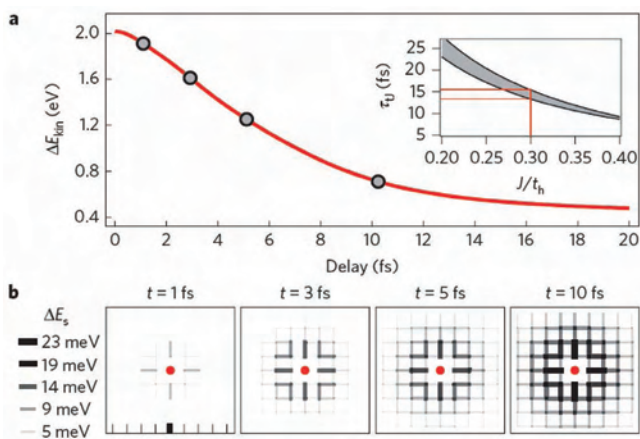 a
2.0
1.6
1.2
0.8
0.4
ΔE_kin (eV)
0 2 4 6 8 10 12 14 16 18 20
Delay (fs)
25
20
15
10
5
τ_U (fs)
0.20 0.25 0.30 0.35 0.40
J/t_h
b
t = 1 fs t = 3 fs t = 5 fs t = 10 fs
ΔE_s
23 meV
19 meV
14 meV
9 meV
5 meV